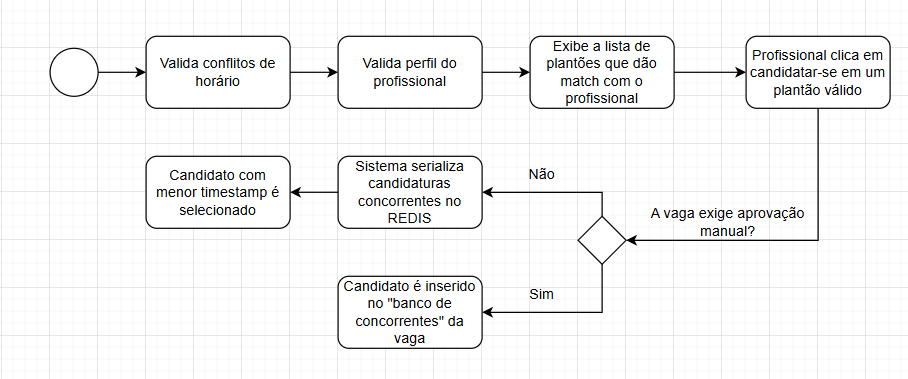 Valida conflitos de
horário
Valida perfil do
profissional
Exibe a lista de
plantões que dão
match com o
profissional
Profissional clica em
candidatar-se em um
plantão válido
A vaga exige aprovação
manual?
Não
Sistema serializa
candidaturas
concorrentes no
REDIS
Candidato com
menor timestamp é
selecionado
Sim
Candidato é inserido
no "banco de
concorrentes" da
vaga